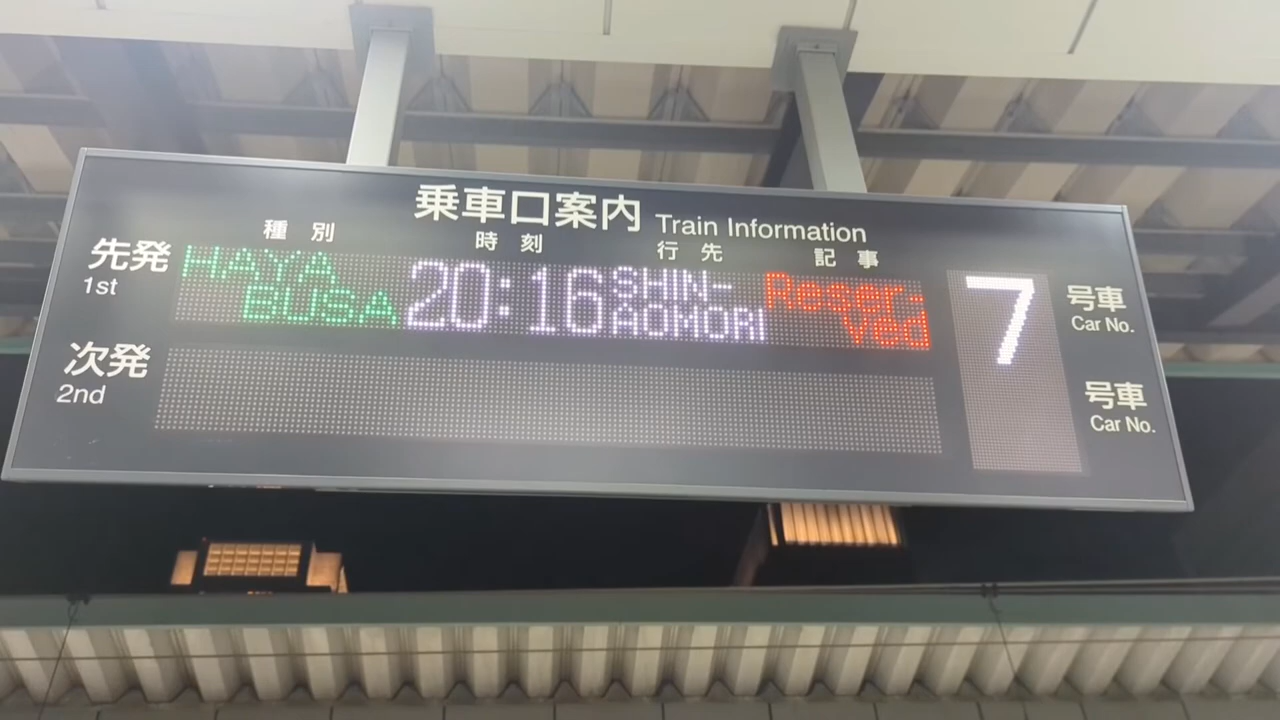 乗車口案内 Train Information
種別 時刻 行先 記事
先発 HAYA 20:16 SHIN- Reser- 7 号車
1st BUSA AOMORI ved Car No.
次発 号車
2nd Car No.